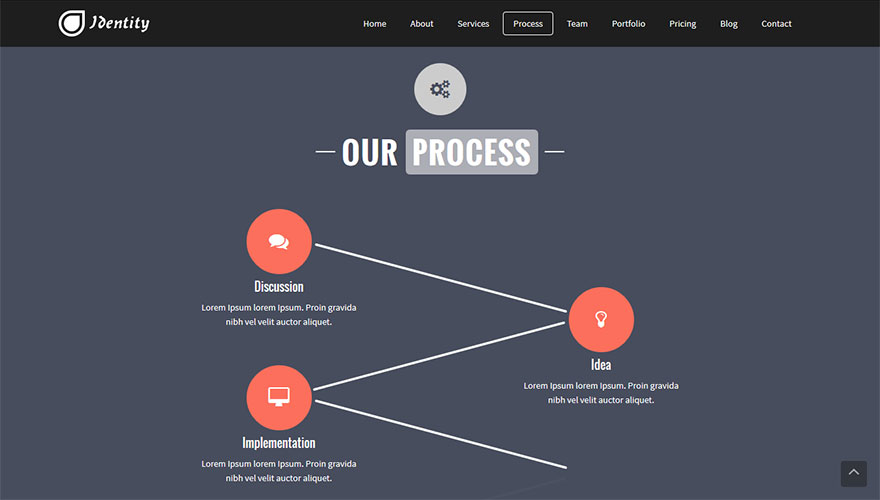 IDentity
Home About Services Process Team Portfolio Pricing Blog Contact
OUR PROCESS
Discussion
Lorem Ipsum lorem Ipsum. Proin gravida
nibh vel velit auctor aliquet.
Idea
Lorem Ipsum lorem Ipsum. Proin gravida
nibh vel velit auctor aliquet.
Implementation
Lorem Ipsum lorem Ipsum. Proin gravida
nibh vel velit auctor aliquet.